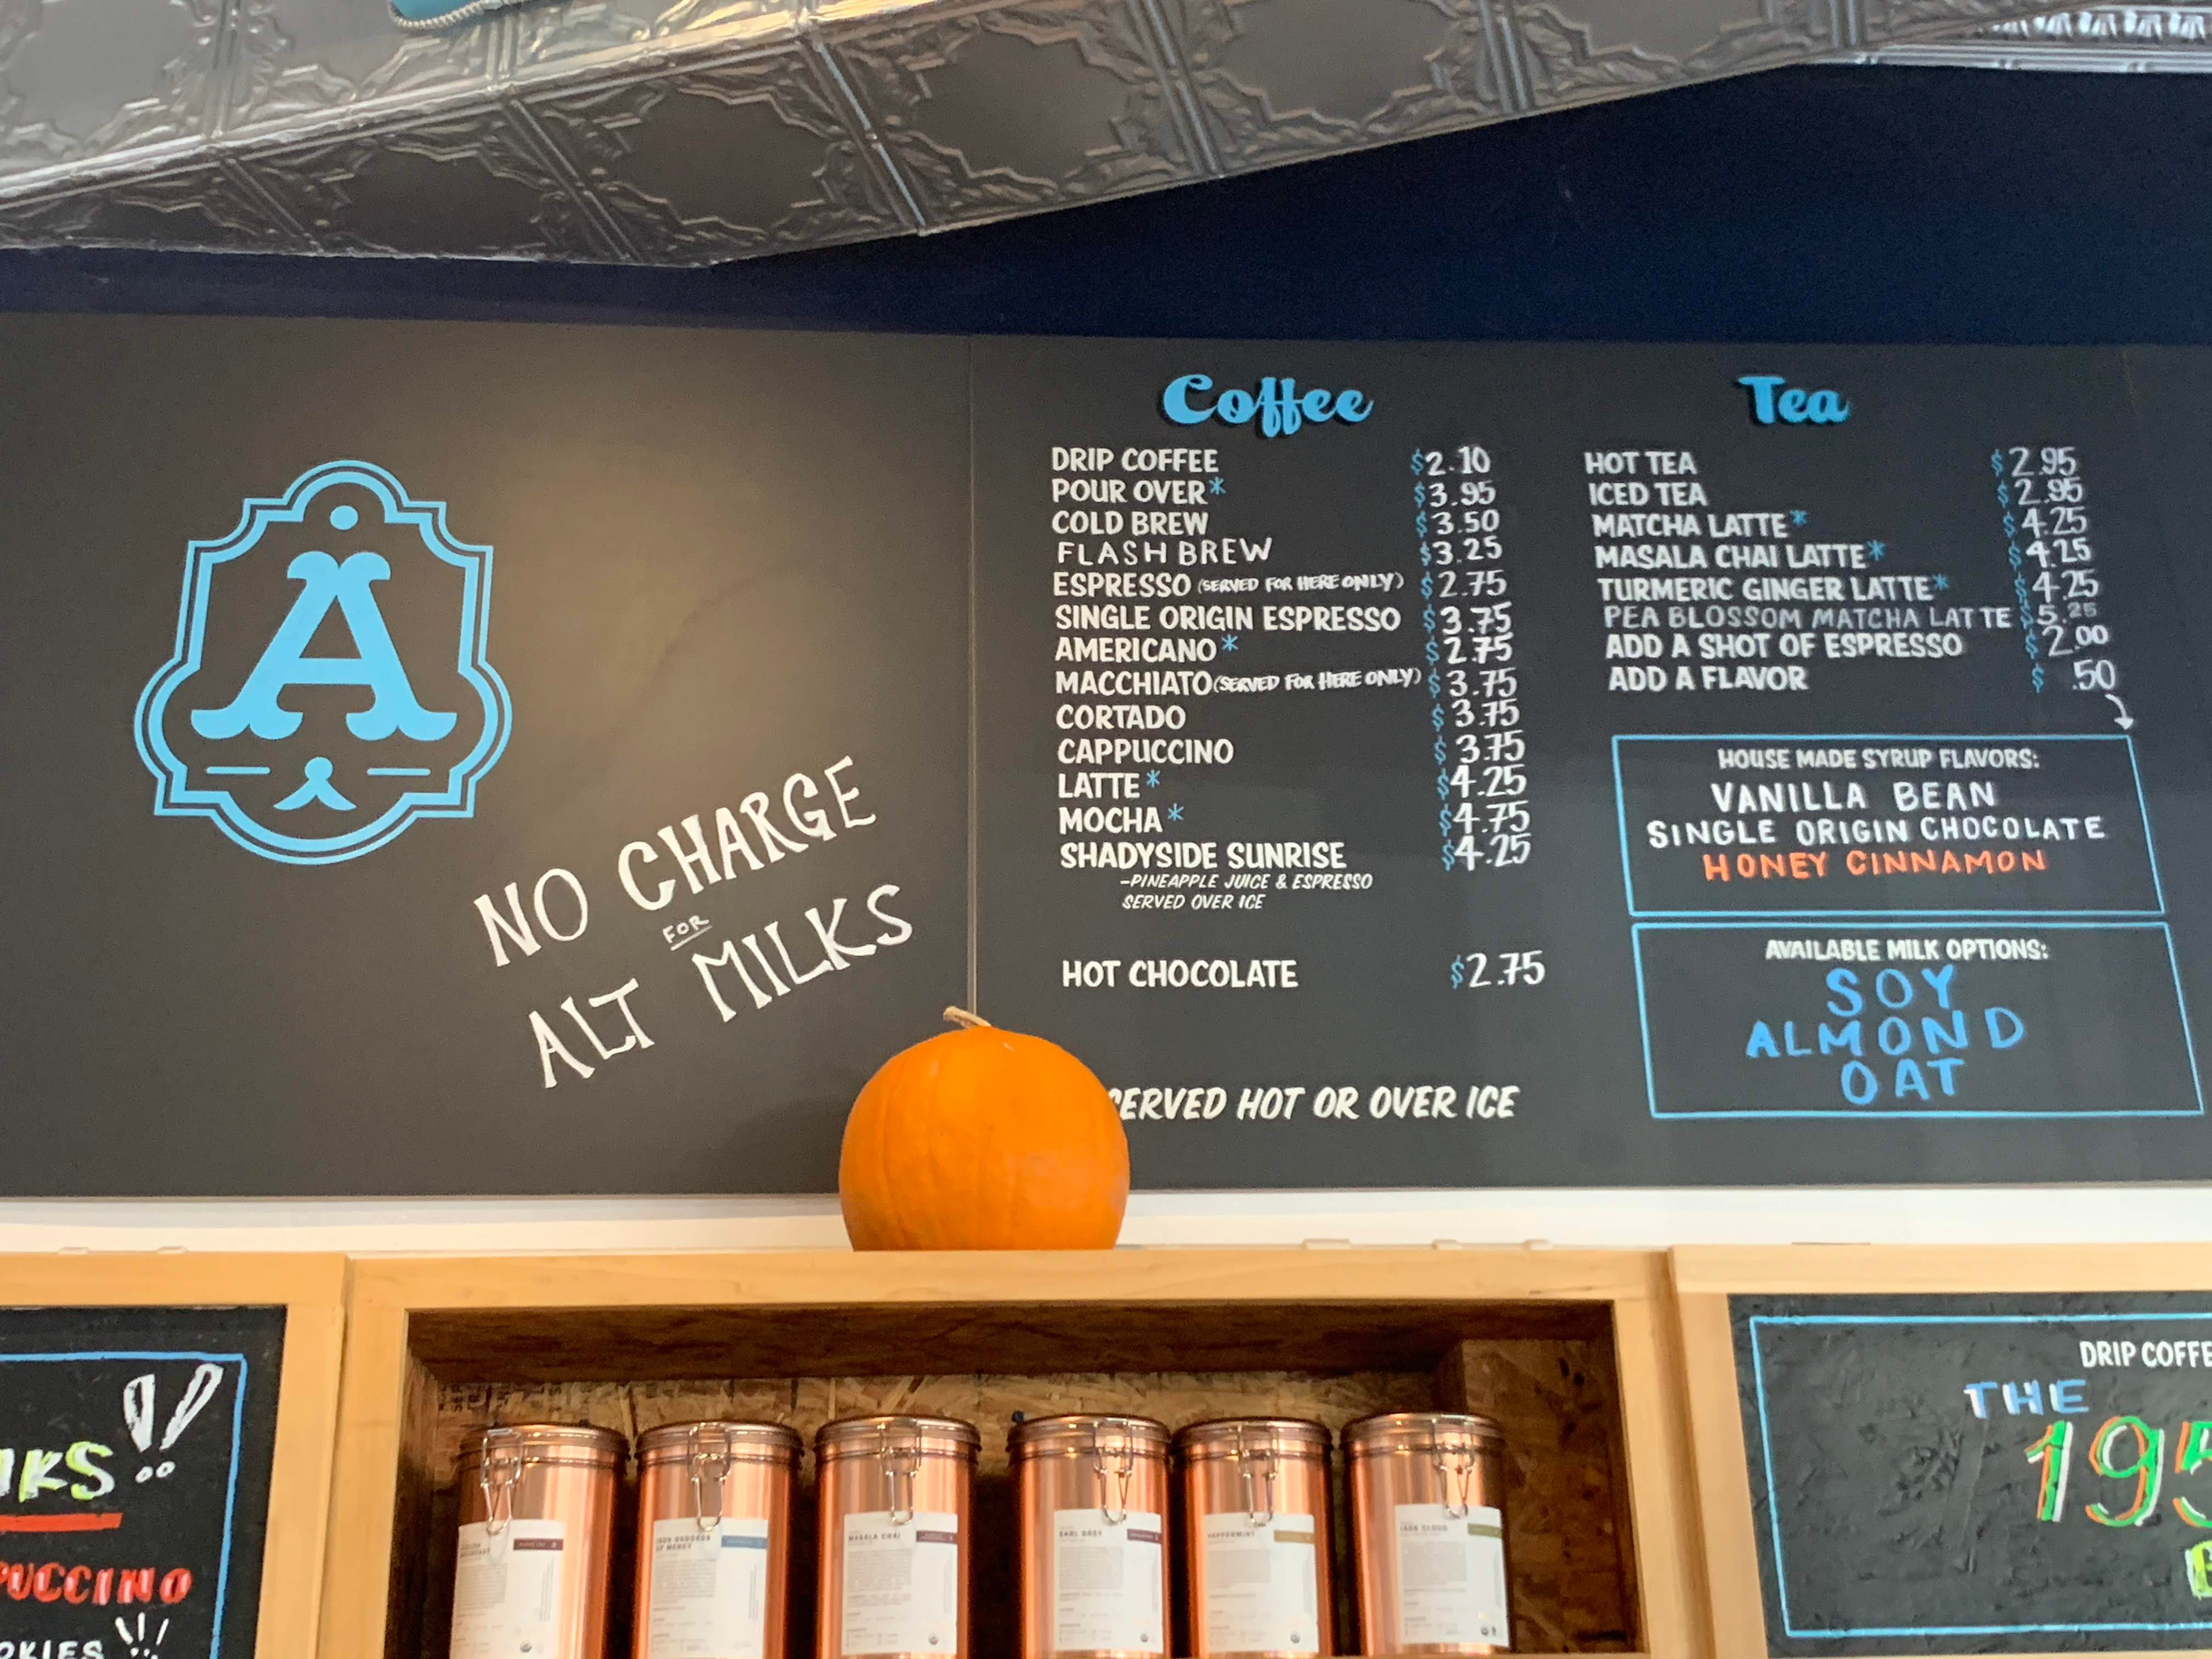 A
NO CHARGE
FOR
ALT MILKS
Coffee
DRIP COFFEE $2.10
POUR OVER* $3.95
COLD BREW $3.50
FLASH BREW $3.25
ESPRESSO (SERVED FOR HERE ONLY) $2.75
SINGLE ORIGIN ESPRESSO $3.75
AMERICANO* $2.75
MACCHIATO (SERVED FOR HERE ONLY) $3.75
CORTADO $3.75
CAPPUCCINO $3.75
LATTE* $4.25
MOCHA* $4.75
SHADYSIDE SUNRISE $4.25
-PINEAPPLE JUICE & ESPRESSO
SERVED OVER ICE
HOT CHOCOLATE $2.75
SERVED HOT OR OVER ICE
Tea
HOT TEA $2.95
ICED TEA $2.95
MATCHA LATTE* $4.25
MASALA CHAI LATTE* $4.25
TURMERIC GINGER LATTE* $4.25
PEA BLOSSOM MATCHA LATTE $5.25
ADD A SHOT OF ESPRESSO $2.00
ADD A FLAVOR $.50
HOUSE MADE SYRUP FLAVORS:
VANILLA BEAN
SINGLE ORIGIN CHOCOLATE
HONEY CINNAMON
AVAILABLE MILK OPTIONS:
SOY
ALMOND
OAT
!!
MASALA CHAI
EARL GREY
PEPPERMINT
DRIP COFFE
THE
195